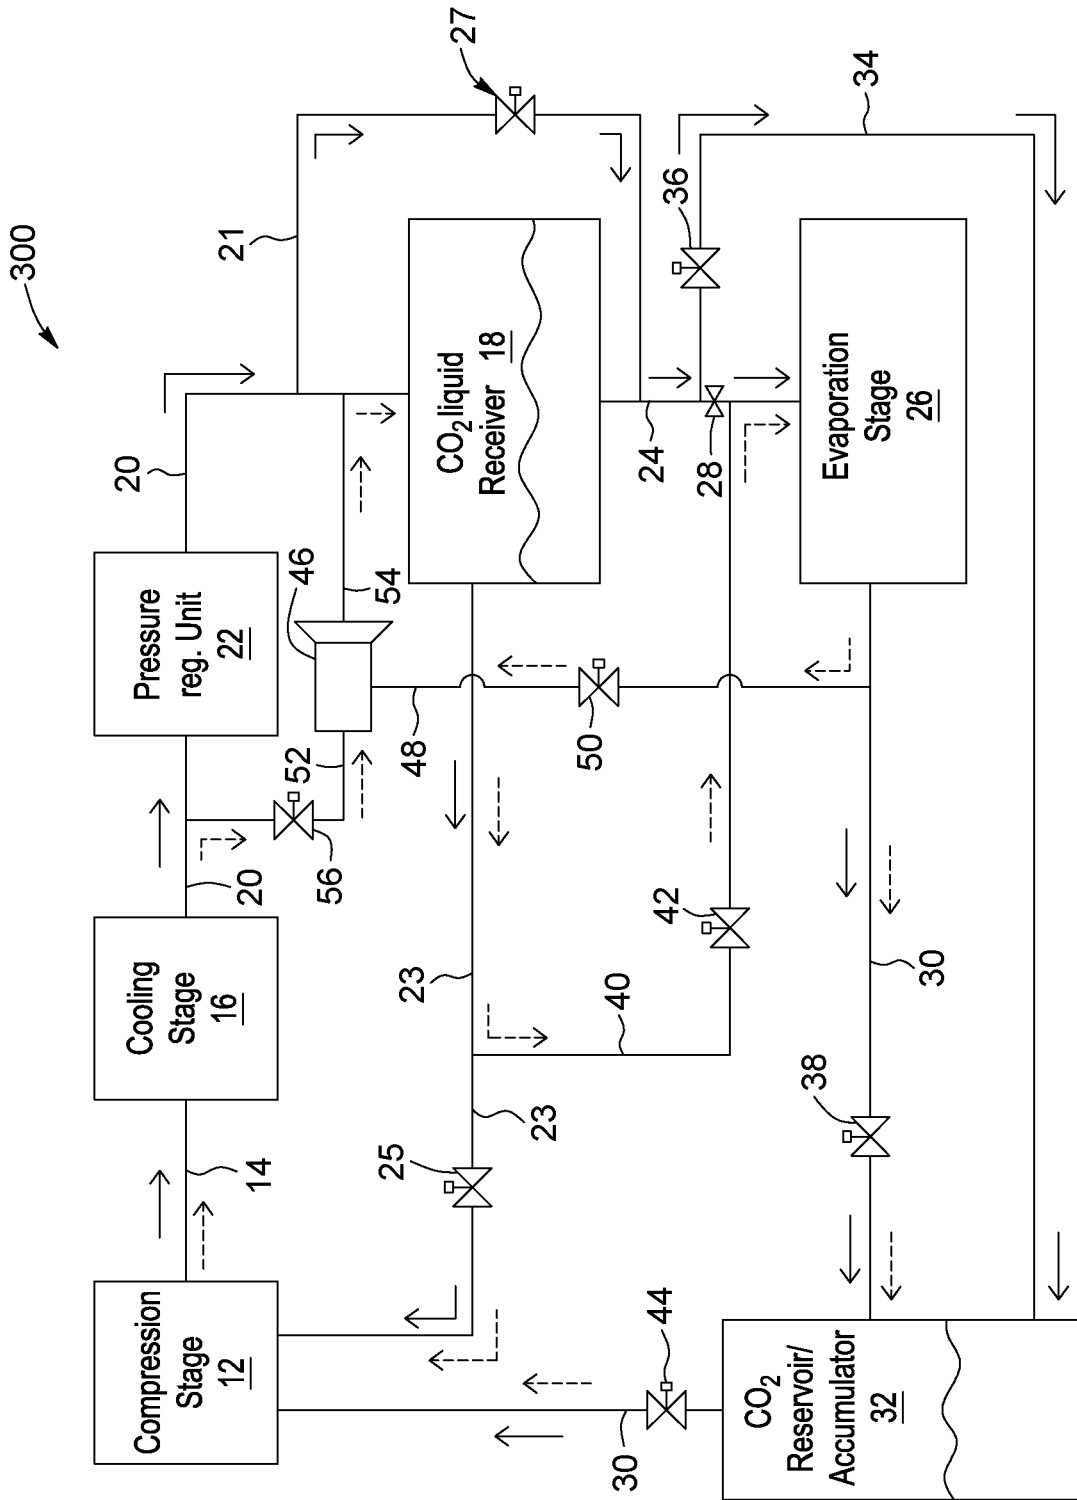 300
Compression
Stage
12
14
Cooling
Stage
16
20
Pressure
reg. Unit
22
20
21
56
52
46
54
48
27
25
23
23
CO₂ liquid
Receiver 18
50
44
30
40
42
24
28
36
38
30
34
Evaporation
Stage
26
CO₂
Reservoir/
Accumulator
32